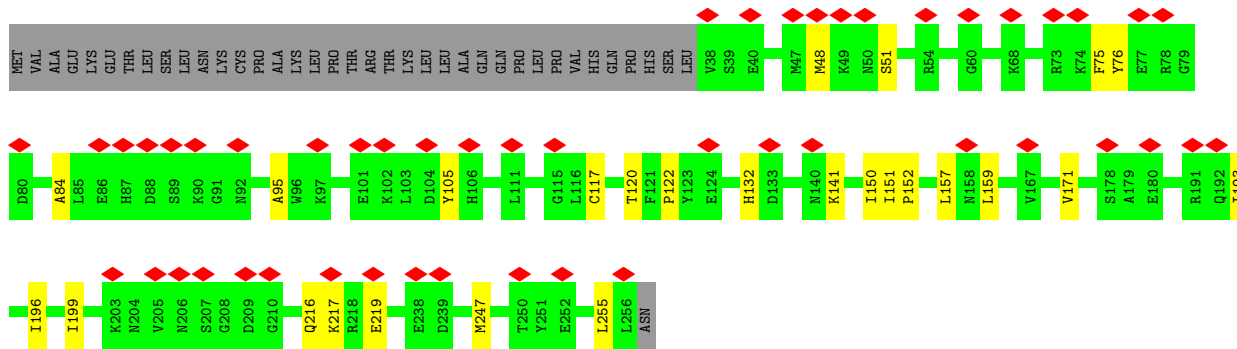 MET VAL ALA GLU LYS GLU THR LEU SER LEU ASN LYS CYS PRO ALA LYS LEU PRO THR ARG THR LYS LEU LEU ALA GLN GLN PRO LEU PRO VAL HIS GLN PRO HIS SER LEU V38 S39 E40 M47 M48 K49 N50 S51 R54 G60 K68 R73 K74 F75 Y76 E77 R78 G79
D80 A84 L85 E86 H87 D88 S89 K90 G91 N92 A95 W96 K97 E101 K102 L103 D104 Y105 H106 L111 G115 L116 C117 T120 F121 P122 Y123 E124 H132 D133 N140 K141 I150 I151 P152 L157 N158 L159 V167 V171 S178 A179 E180 R191 Q192 I193
I196 I199 K203 N204 V205 N206 S207 G208 D209 G210 Q216 K217 R218 E219 E238 D239 M247 T250 Y251 E252 L255 L256 ASN